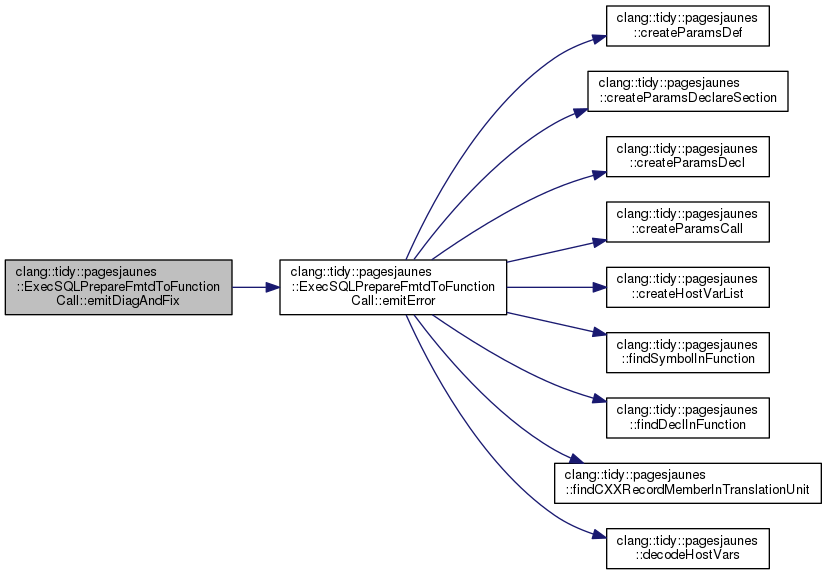 clang::tidy::pagesjaunes
::ExecSQLPrepareFmtdToFunction
Call::emitDiagAndFix
clang::tidy::pagesjaunes
::ExecSQLPrepareFmtdToFunction
Call::emitError
clang::tidy::pagesjaunes
::createParamsDef
clang::tidy::pagesjaunes
::createParamsDeclareSection
clang::tidy::pagesjaunes
::createParamsDecl
clang::tidy::pagesjaunes
::createParamsCall
clang::tidy::pagesjaunes
::createHostVarList
clang::tidy::pagesjaunes
::findSymbolInFunction
clang::tidy::pagesjaunes
::findDeclInFunction
clang::tidy::pagesjaunes
::findCXXRecordMemberInTranslationUnit
clang::tidy::pagesjaunes
::decodeHostVars